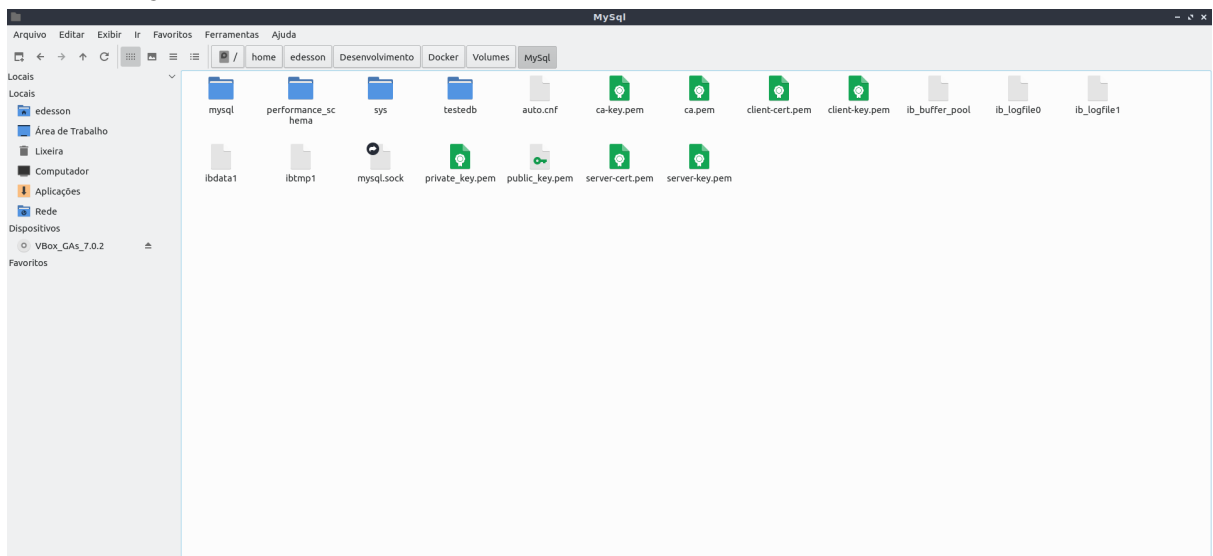 MySql
Arquivo Editar Exibir Ir Favoritos Ferramentas Ajuda
/ home edesson Desenvolvimento Docker Volumes MySql
Locais
Locais
edesson
Área de Trabalho
Lixeira
Computador
Aplicações
Rede
Dispositivos
VBox_GAs_7.0.2
Favoritos
mysql performance_sc sys testedb auto.cnf ca-key.pem ca.pem client-cert.pem client-key.pem ib_buffer_pool ib_logfile0 ib_logfile1
hema
ibdata1 ibtmp1 mysql.sock private_key.pem public_key.pem server-cert.pem server-key.pem